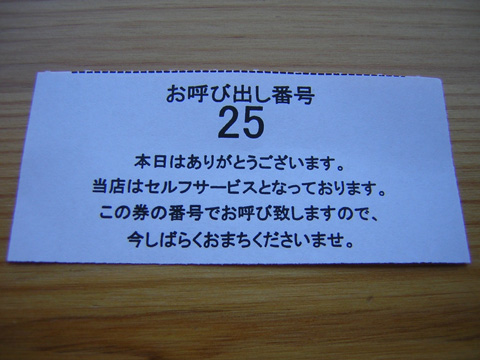 お呼び出し番号
25
本日はありがとうございます。
当店はセルフサービスとなっております。
この券の番号でお呼び致しますので、
今しばらくおまちくださいませ。